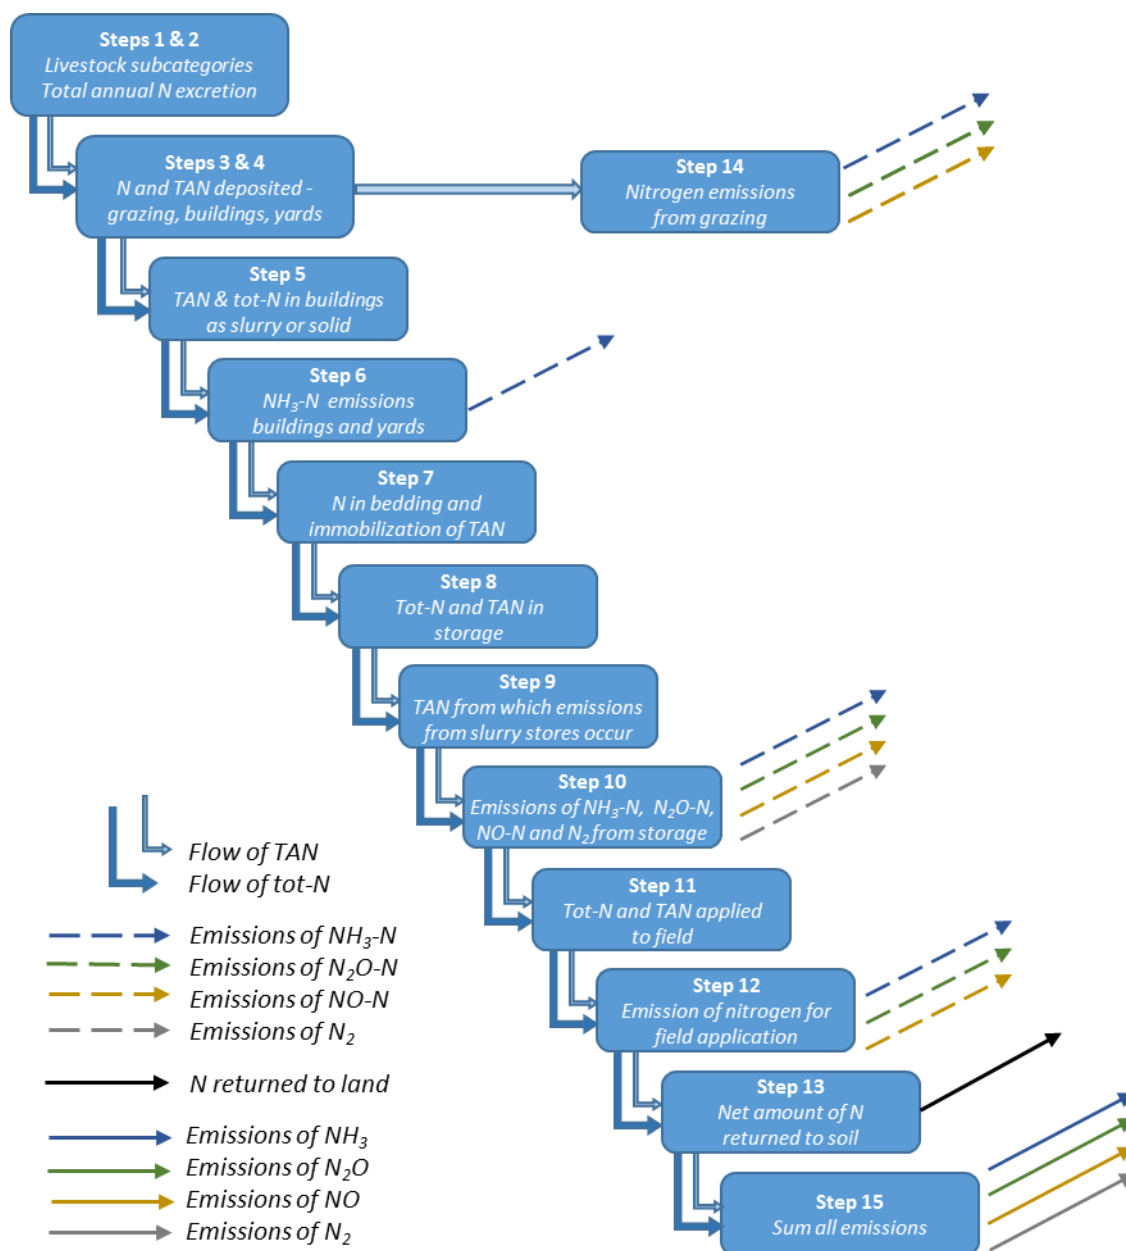 Steps 1 & 2
Livestock subcategories
Total annual N excretion
Steps 3 & 4
N and TAN deposited -
grazing, buildings, yards
Step 14
Nitrogen emissions
from grazing
Step 5
TAN & tot-N in buildings
as slurry or solid
Step 6
NH₃-N emissions
buildings and yards
Step 7
N in bedding and
immobilization of TAN
Step 8
Tot-N and TAN in
storage
Step 9
TAN from which emissions
from slurry stores occur
Step 10
Emissions of NH₃-N, N₂O-N,
NO-N and N₂ from storage
Step 11
Tot-N and TAN applied
to field
Step 12
Emission of nitrogen for
field application
Step 13
Net amount of N
returned to soil
Step 15
Sum all emissions
Flow of TAN
Flow of tot-N
Emissions of NH₃-N
Emissions of N₂O-N
Emissions of NO-N
Emissions of N₂
N returned to land
Emissions of NH₃
Emissions of N₂O
Emissions of NO
Emissions of N₂